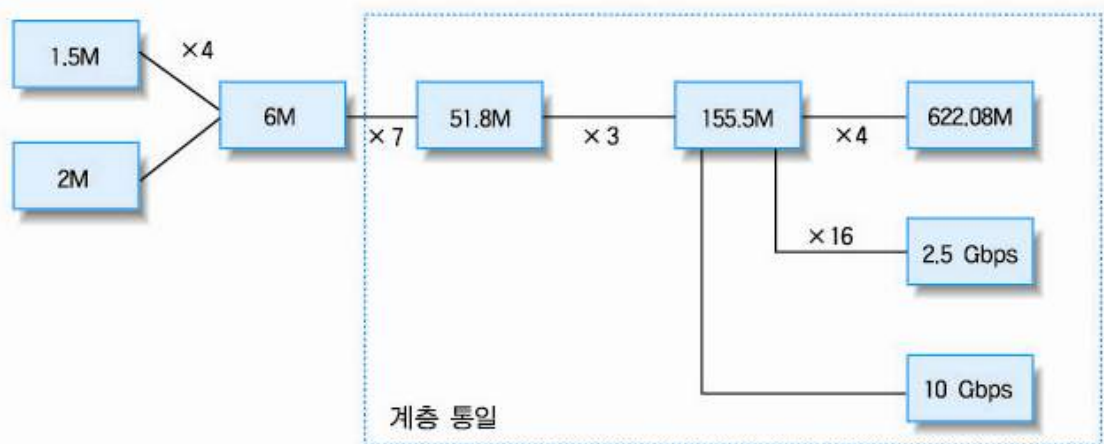 1.5M
×4
2M
6M
×7
51.8M
×3
155.5M
×4
622.08M
×16
2.5 Gbps
10 Gbps
계층 통일